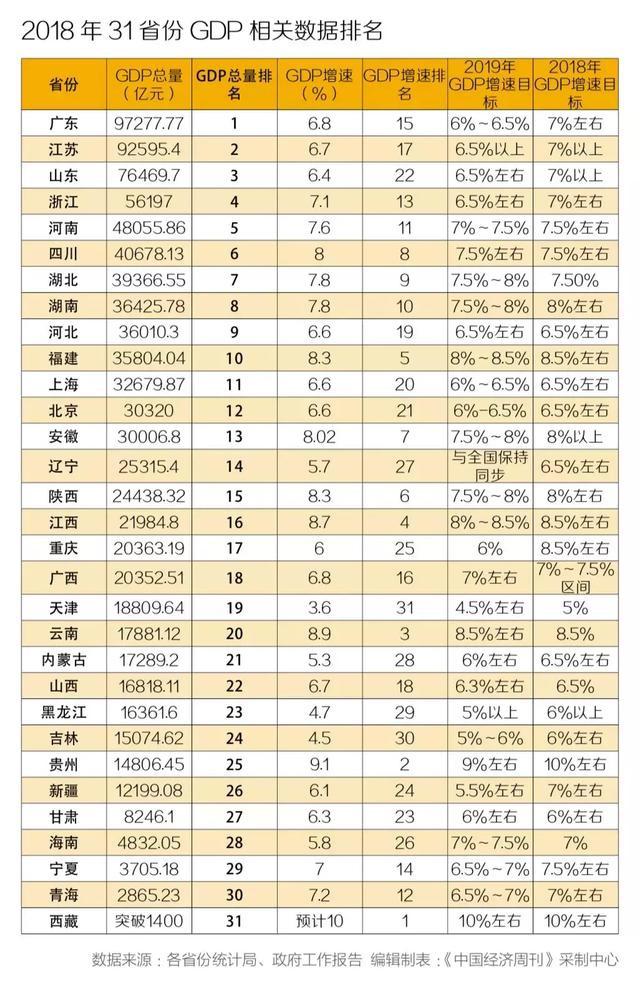 2018 年 31 省份 GDP 相关数据排名
省份 GDP总量（亿元） GDP总量排名 GDP增速（%） GDP增速排名 2019年GDP增速目标 2018年GDP增速目标
广东 97277.77 1 6.8 15 6%～6.5% 7%左右
江苏 92595.4 2 6.7 17 6.5%以上 7%以上
山东 76469.7 3 6.4 22 6.5%左右 7%以上
浙江 56197 4 7.1 13 6.5%左右 7%左右
河南 48055.86 5 7.6 11 7%～7.5% 7.5%左右
四川 40678.13 6 8 8 7.5%左右 7.5%左右
湖北 39366.55 7 7.8 9 7.5%～8% 7.50%
湖南 36425.78 8 7.8 10 7.5%～8% 8%左右
河北 36010.3 9 6.6 19 6.5%左右 6.5%左右
福建 35804.04 10 8.3 5 8%～8.5% 8.5%左右
上海 32679.87 11 6.6 20 6%～6.5% 6.5%左右
北京 30320 12 6.6 21 6%-6.5% 6.5%左右
安徽 30006.8 13 8.02 7 7.5%～8% 8%以上
辽宁 25315.4 14 5.7 27 与全国保持同步 6.5%左右
陕西 24438.32 15 8.3 6 7.5%～8% 8%左右
江西 21984.8 16 8.7 4 8%～8.5% 8.5%左右
重庆 20363.19 17 6 25 6% 8.5%左右
广西 20352.51 18 6.8 16 7%左右 7%～7.5%区间
天津 18809.64 19 3.6 31 4.5%左右 5%
云南 17881.12 20 8.9 3 8.5%左右 8.5%
内蒙古 17289.2 21 5.3 28 6%左右 6.5%左右
山西 16818.11 22 6.7 18 6.3%左右 6.5%
黑龙江 16361.6 23 4.7 29 5%以上 6%以上
吉林 15074.62 24 4.5 30 5%～6% 6%左右
贵州 14806.45 25 9.1 2 9%左右 10%左右
新疆 12199.08 26 6.1 24 5.5%左右 7%左右
甘肃 8246.1 27 6.3 23 6%左右 6%左右
海南 4832.05 28 5.8 26 7%～7.5% 7%
宁夏 3705.18 29 7 14 6.5%～7% 7.5%左右
青海 2865.23 30 7.2 12 6.5%～7% 7%左右
西藏 突破1400 31 预计10 1 10%左右 10%左右
数据来源：各省份统计局、政府工作报告 编辑制表：《中国经济周刊》采制中心